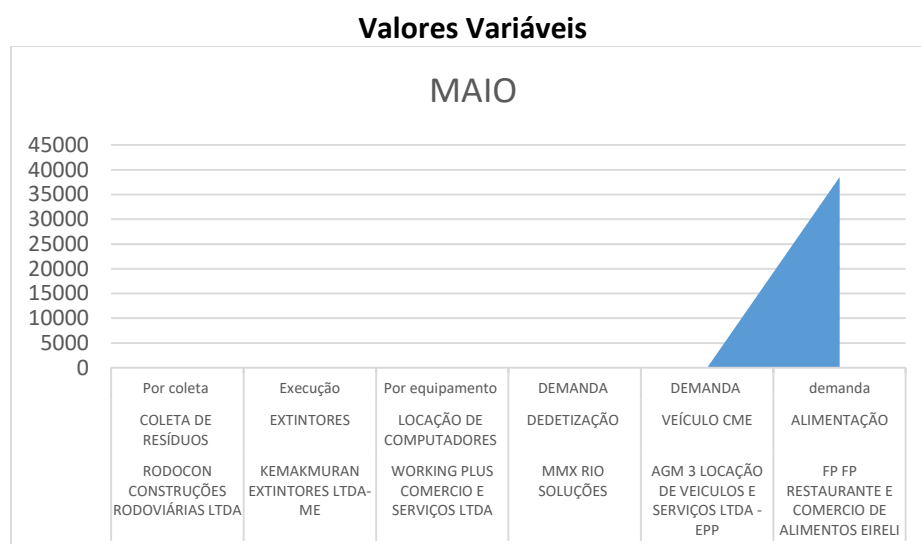 Valores Variáveis
MAIO
45000
40000
35000
30000
25000
20000
15000
10000
5000
0
Por coleta
Execução
Por equipamento
DEMANDA
DEMANDA
demanda
COLETA DE
RESÍDUOS
EXTINTORES
LOCAÇÃO DE
COMPUTADORES
DEDETIZAÇÃO
VEÍCULO CME
ALIMENTAÇÃO
RODOCON
CONSTRUÇÕES
RODOVIÁRIAS LTDA
KEMAKMURAN
EXTINTORES LTDA-
ME
WORKING PLUS
COMERCIO E
SERVIÇOS LTDA
MMX RIO
SOLUÇÕES
AGM 3 LOCAÇÃO
DE VEICULOS E
SERVIÇOS LTDA -
EPP
FP FP
RESTAURANTE E
COMERCIO DE
ALIMENTOS EIRELI